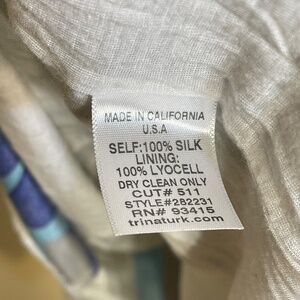 MADE IN CALIFORNIA
U.S.A
SELF:100% SILK
LINING:
100% LYOCELL
DRY CLEAN ONLY
CUT# 511
STYLE#282231
RN# 93415
trinaturk.com